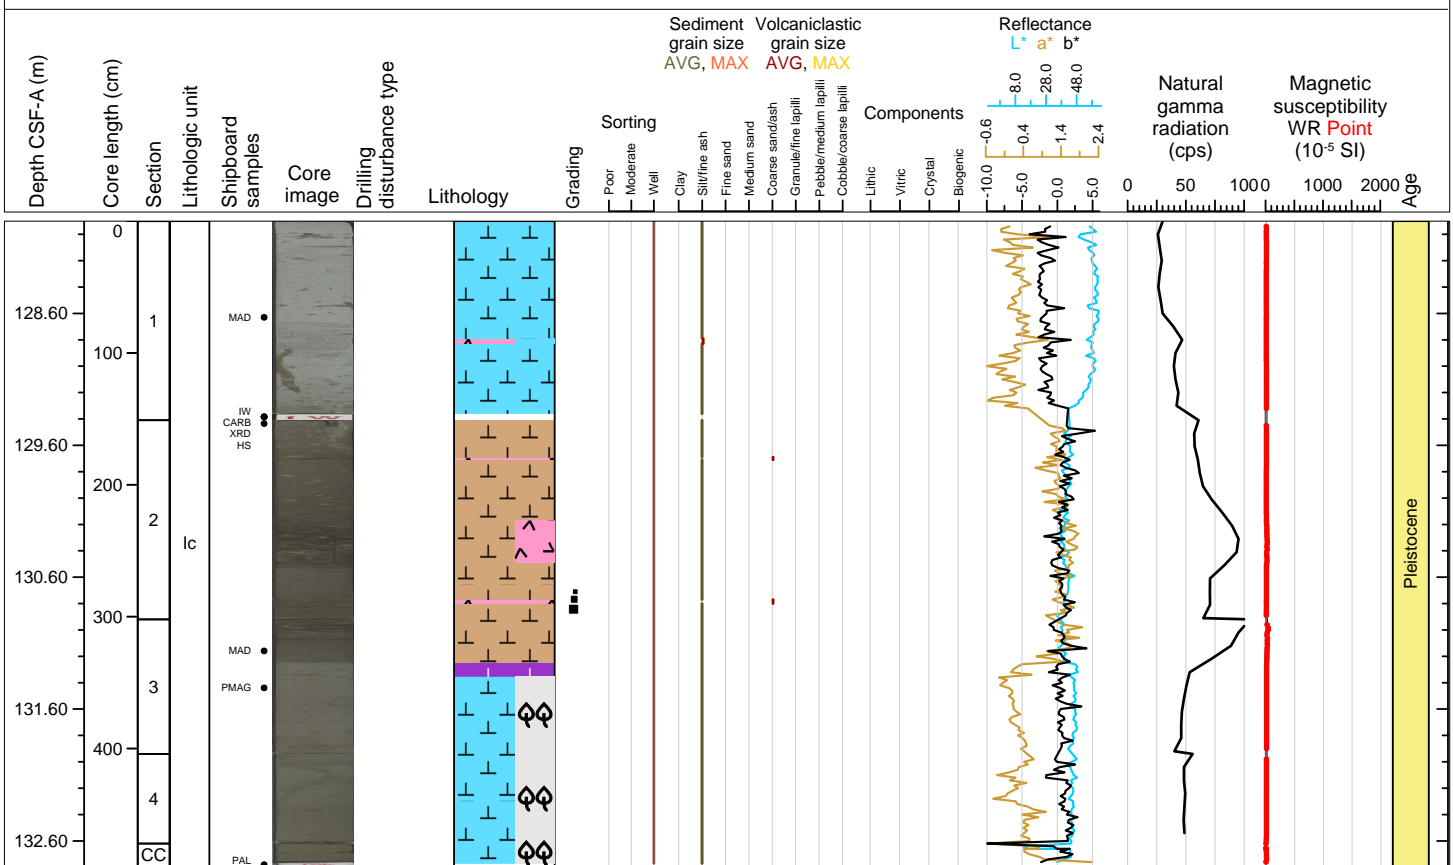 Depth CSF-A (m)
Core length (cm)
Section
Lithologic unit
Shipboard
samples
Core
image
Drilling
disturbance type
Lithology
Grading
Sorting
Poor
Moderate
Well
Sediment
grain size
AVG, MAX
Volcaniclastic
grain size
AVG, MAX
Clay
Silt/fine ash
Fine sand
Medium sand
Coarse sand/ash
Granule/fine lapilli
Pebble/medium lapilli
Cobble/coarse lapilli
Components
Lithic
Vitric
Crystal
Biogenic
Reflectance
L* a* b*
8.0 28.0 48.0
-0.6 0.4 1.4 2.4
-10.0 -5.0 0.0 5.0
Natural
gamma
radiation
(cps)
0 50 100
Magnetic
susceptibility
WR Point
(10⁻⁵ SI)
0 1000 2000
Age
0
128.60
MAD
1
100
IW
CARB
XRD
HS
129.60
200
2
Ic
130.60
300
MAD
3
PMAG
131.60
400
4
132.60
CC
PAL
Pleistocene